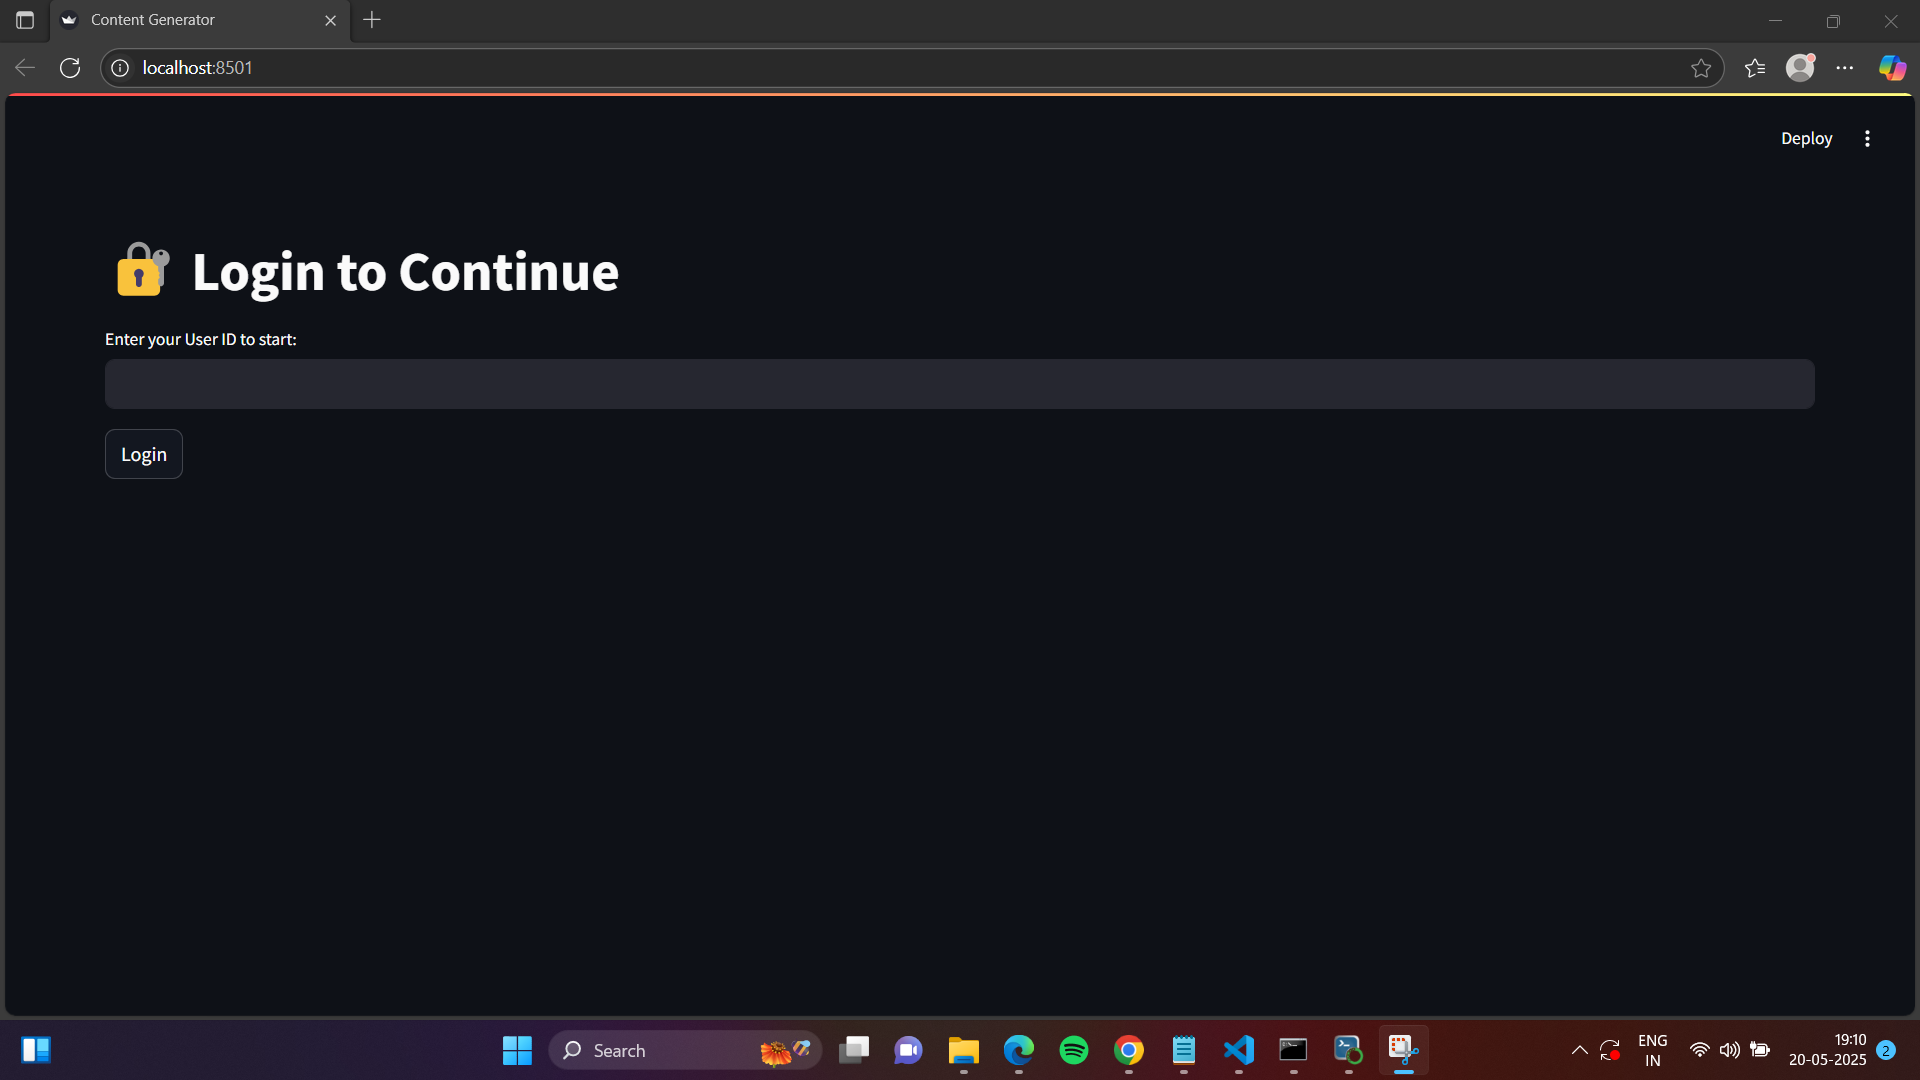 Content Generator
localhost:8501
Deploy
Login to Continue
Enter your User ID to start:
Login
Search
ENG
IN
19:10
20-05-2025
2